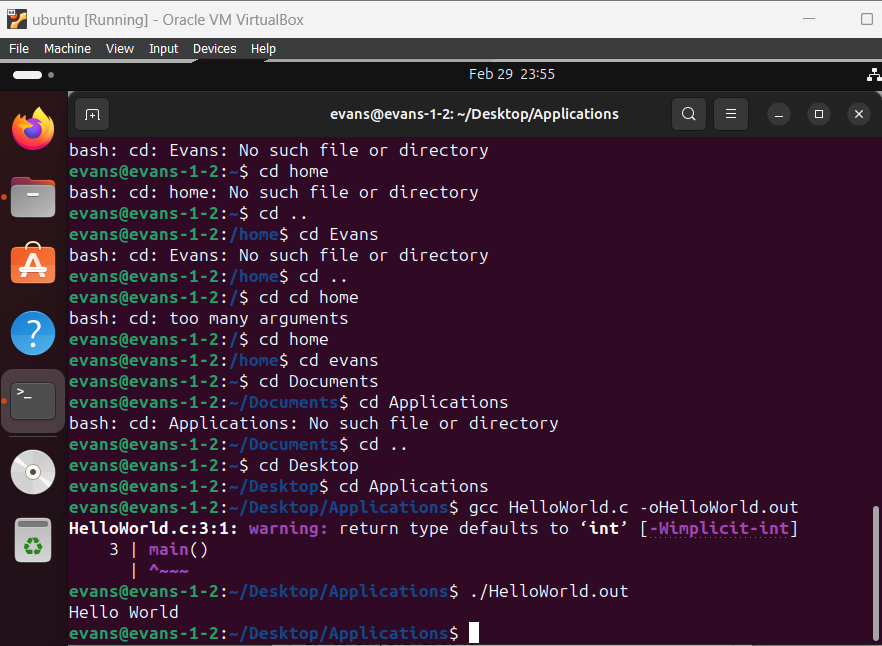 ubuntu [Running] - Oracle VM VirtualBox
File Machine View Input Devices Help
Feb 29 23:55
evans@evans-1-2: ~/Desktop/Applications
bash: cd: Evans: No such file or directory
evans@evans-1-2:~$ cd home
bash: cd: home: No such file or directory
evans@evans-1-2:~$ cd ..
evans@evans-1-2:/home$ cd Evans
bash: cd: Evans: No such file or directory
evans@evans-1-2:/home$ cd ..
evans@evans-1-2:/$ cd cd home
bash: cd: too many arguments
evans@evans-1-2:/$ cd home
evans@evans-1-2:/home$ cd evans
evans@evans-1-2:~$ cd Documents
evans@evans-1-2:~/Documents$ cd Applications
bash: cd: Applications: No such file or directory
evans@evans-1-2:~/Documents$ cd ..
evans@evans-1-2:~$ cd Desktop
evans@evans-1-2:~/Desktop$ cd Applications
evans@evans-1-2:~/Desktop/Applications$ gcc HelloWorld.c -oHelloWorld.out
HelloWorld.c:3:1: warning: return type defaults to ‘int’ [-Wimplicit-int]
    3 | main()
      | ^~~~
evans@evans-1-2:~/Desktop/Applications$ ./HelloWorld.out
Hello World
evans@evans-1-2:~/Desktop/Applications$